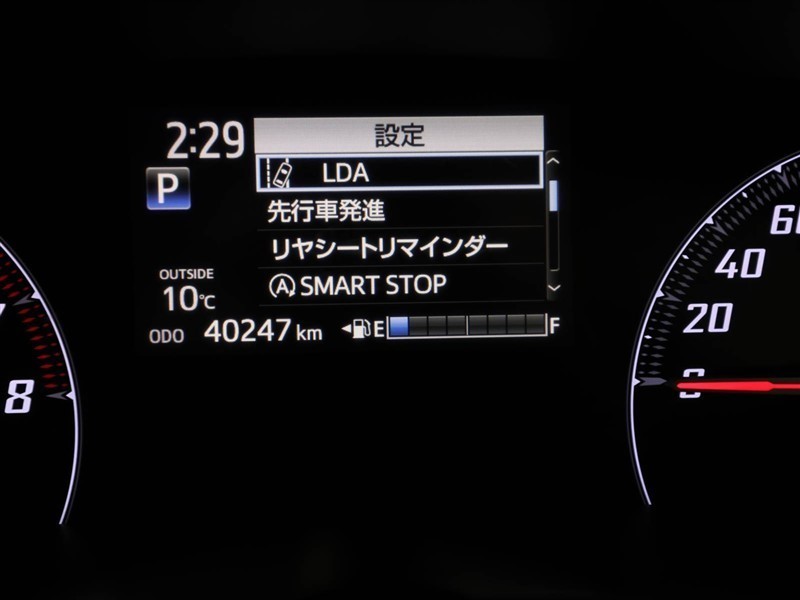 2:29
設定
LDA
P
先行車発進
リヤシートリマインダー
OUTSIDE
10℃
SMART STOP
ODO 40247 km
E F
8
60
40
20
0